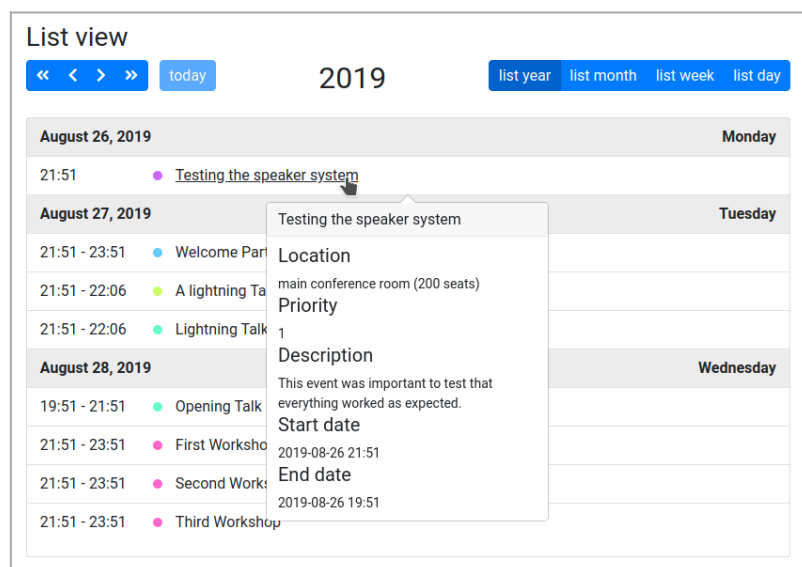 List view
today
2019
list year list month list week list day
August 26, 2019 Monday
21:51 Testing the speaker system
August 27, 2019 Tuesday
21:51 - 23:51 Welcome Par
21:51 - 22:06 A lightning Ta
21:51 - 22:06 Lightning Talk
August 28, 2019 Wednesday
19:51 - 21:51 Opening Talk
21:51 - 23:51 First Worksho
21:51 - 23:51 Second Works
21:51 - 23:51 Third Workshop
Testing the speaker system
Location
main conference room (200 seats)
Priority
1
Description
This event was important to test that
everything worked as expected.
Start date
2019-08-26 21:51
End date
2019-08-26 19:51